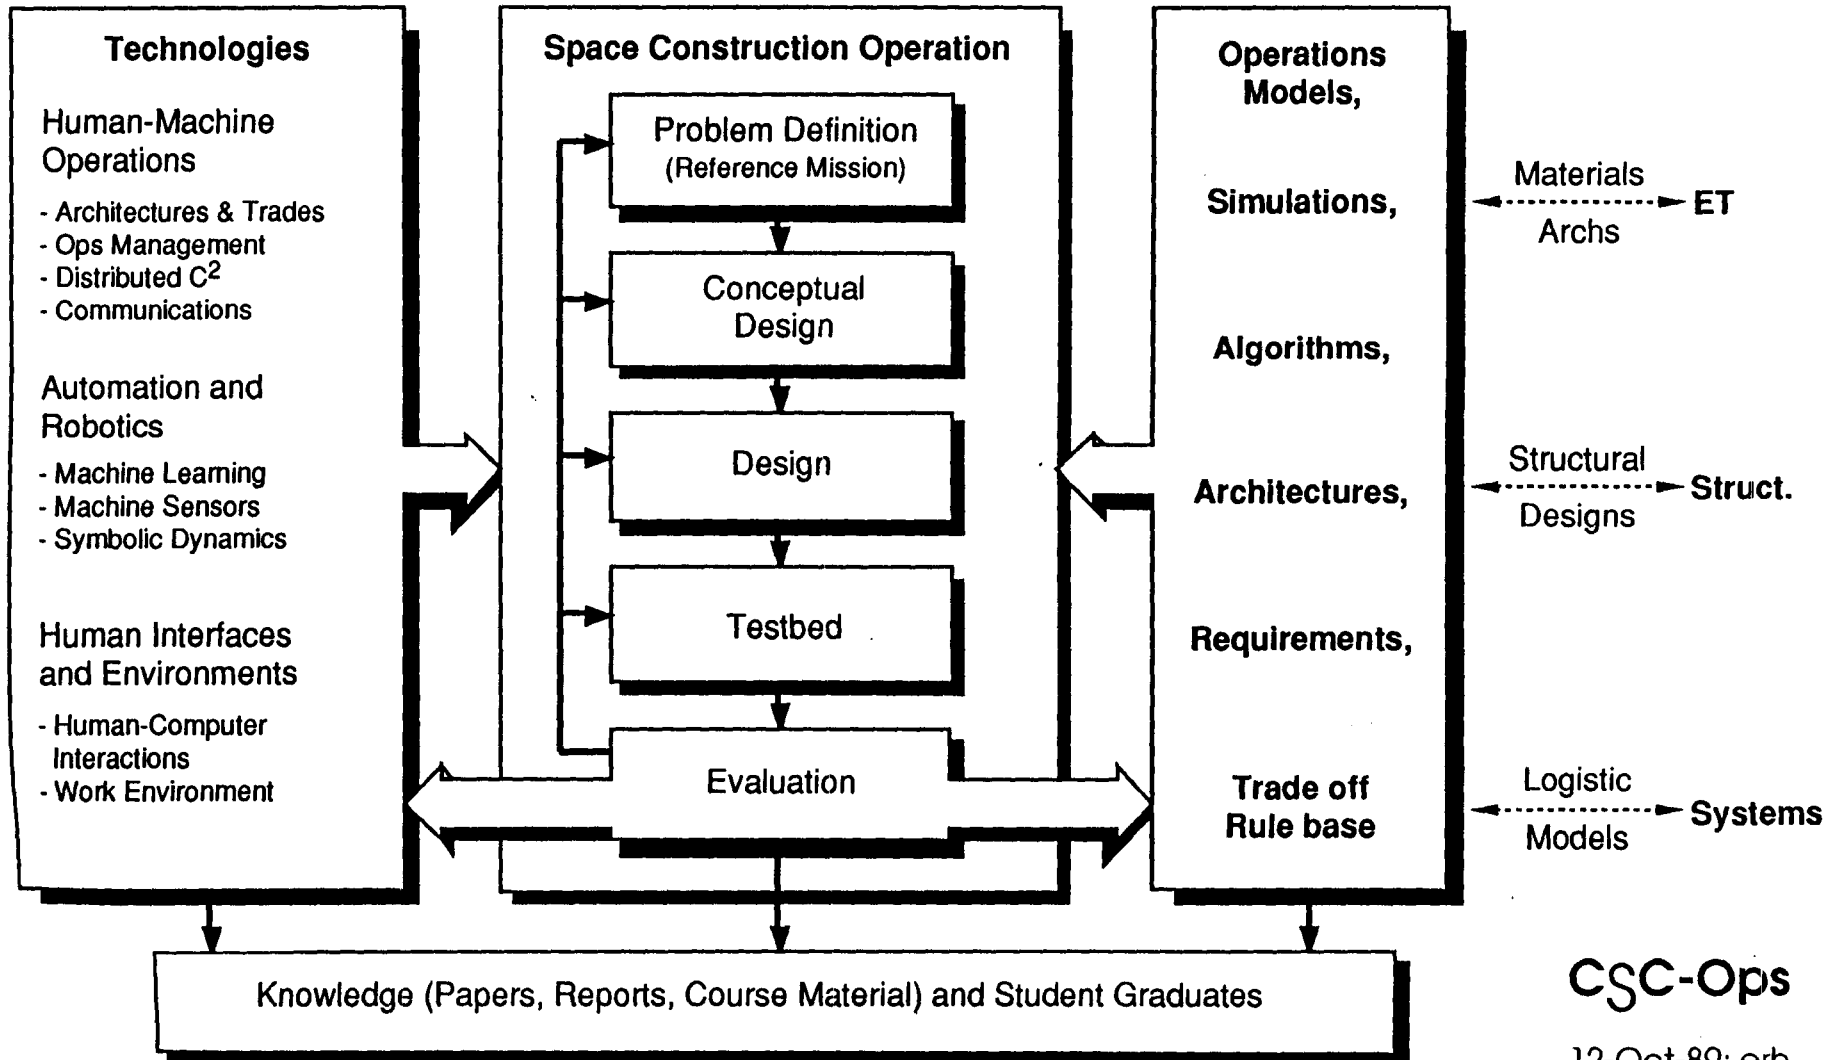 Technologies
Human-Machine
Operations
- Architectures & Trades
- Ops Management
- Distributed C²
- Communications
Automation and
Robotics
- Machine Learning
- Machine Sensors
- Symbolic Dynamics
Human Interfaces
and Environments
- Human-Computer
Interactions
- Work Environment
Space Construction Operation
Problem Definition
(Reference Mission)
Conceptual
Design
Design
Testbed
Evaluation
Operations
Models,
Simulations,
Algorithms,
Architectures,
Requirements,
Trade off
Rule base
Materials
Archs
ET
Structural
Designs
Struct.
Logistic
Models
Systems
Knowledge (Papers, Reports, Course Material) and Student Graduates
CSC-Ops
12 Oct 89: